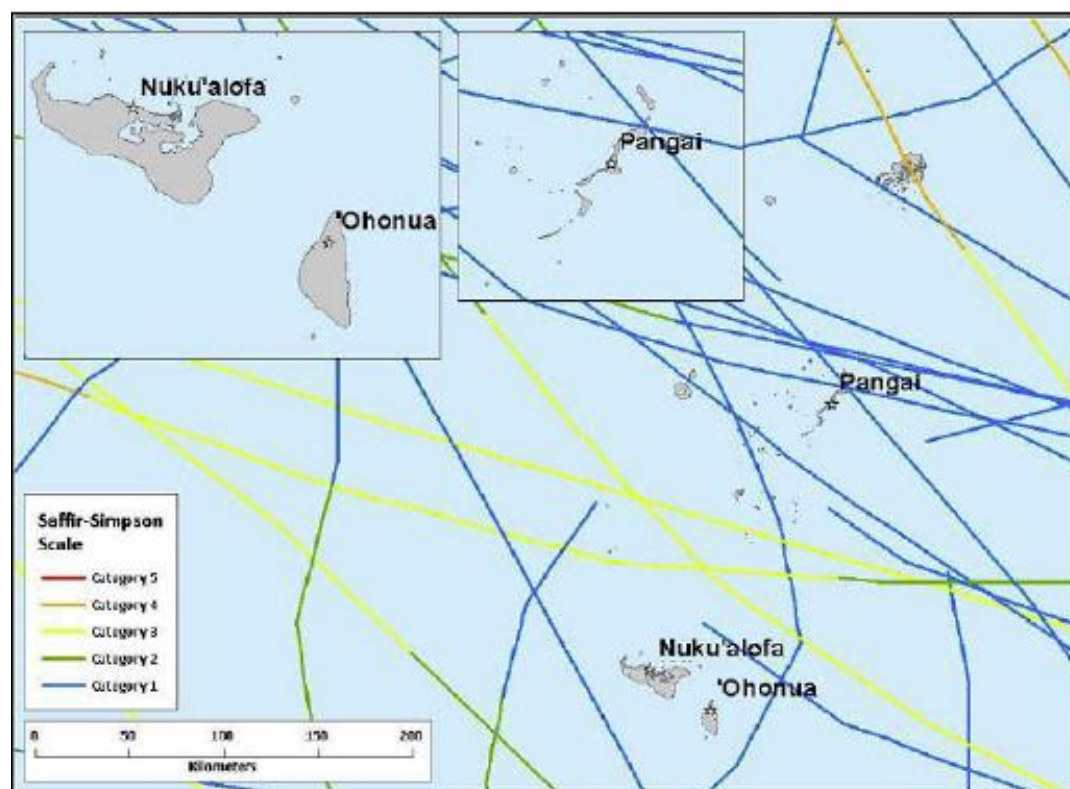 Nuku'alofa
'Ohonua
Pangai
Pangai
Nuku'alofa
'Ohonua
Saffir-Simpson
Scale
Category 5
Category 4
Category 3
Category 2
Category 1
0 50 100 150 200
Kilometers